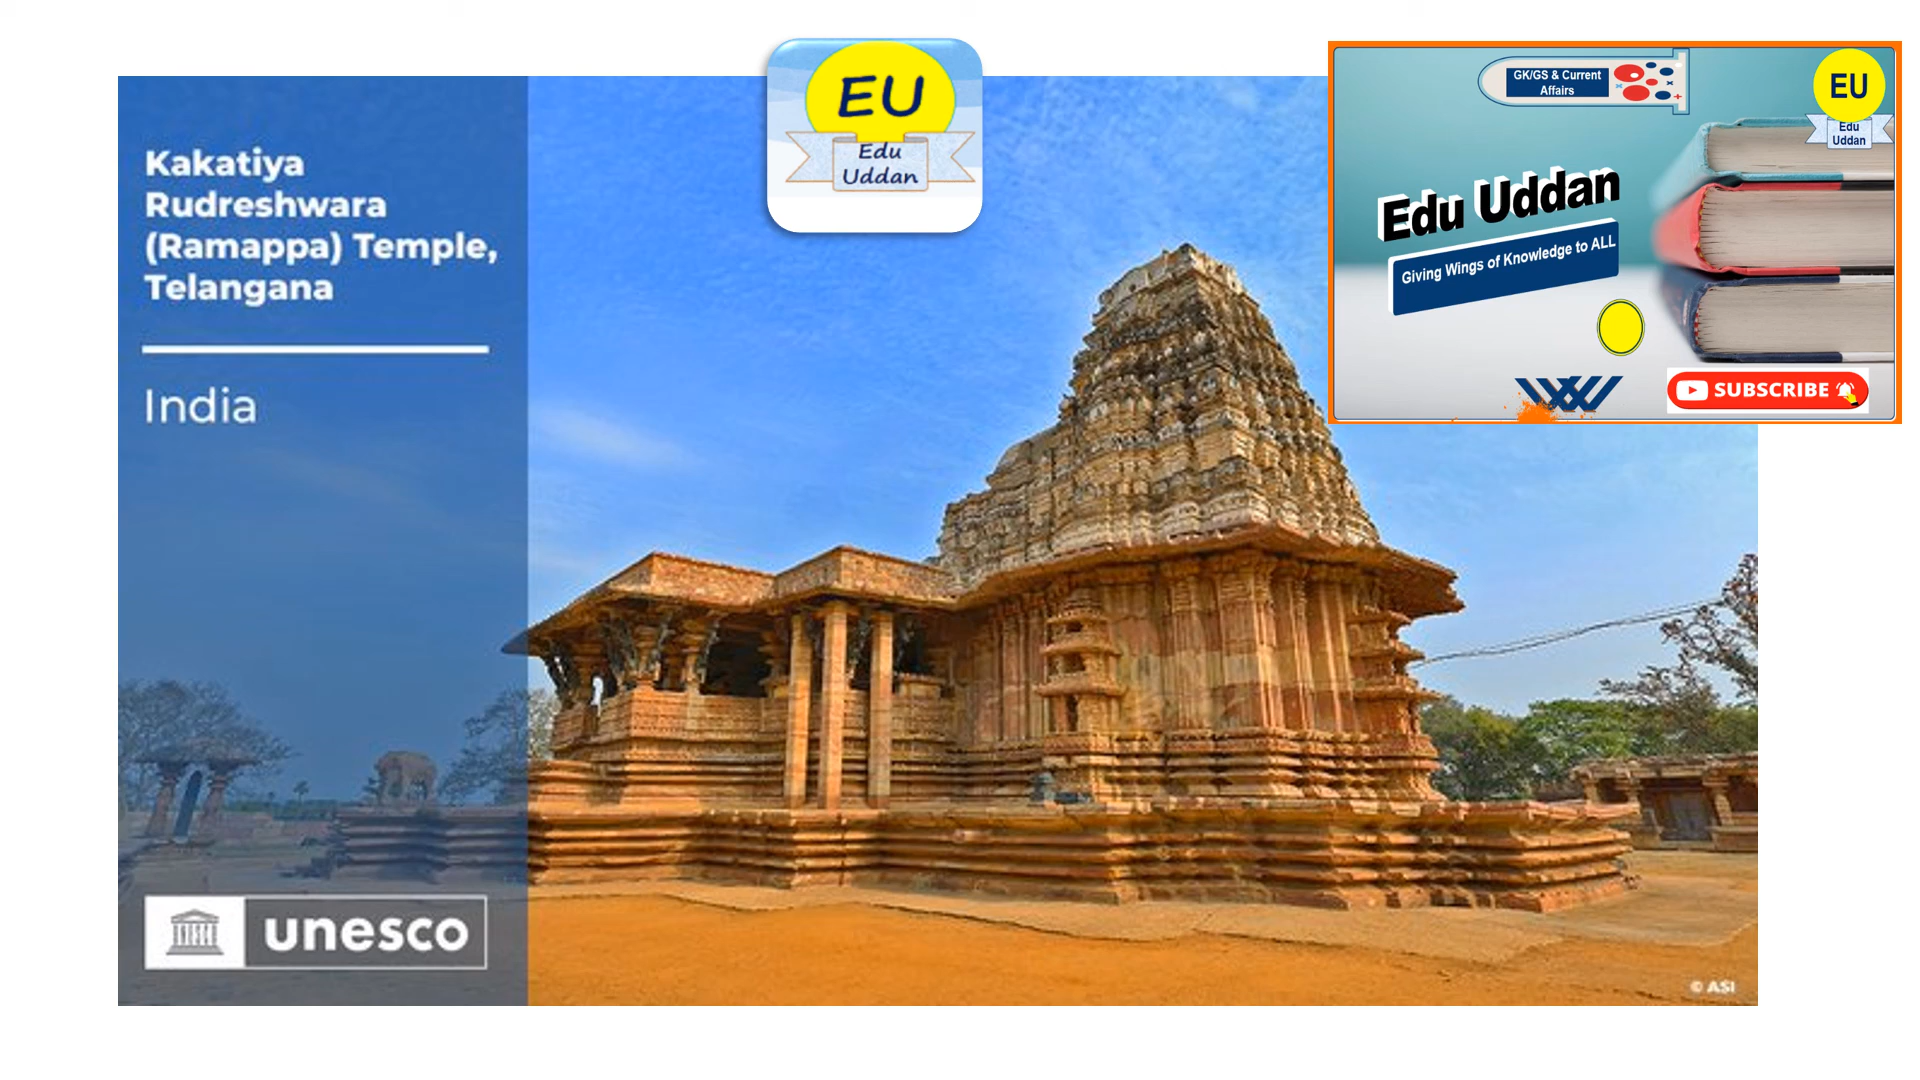 Kakatiya
Rudreshwara
(Ramappa) Temple,
Telangana
India
unesco
© ASI
EU
Edu
Uddan
GK/GS & Current
Affairs
EU
Edu
Uddan
Edu Uddan
Giving Wings of Knowledge to ALL
SUBSCRIBE